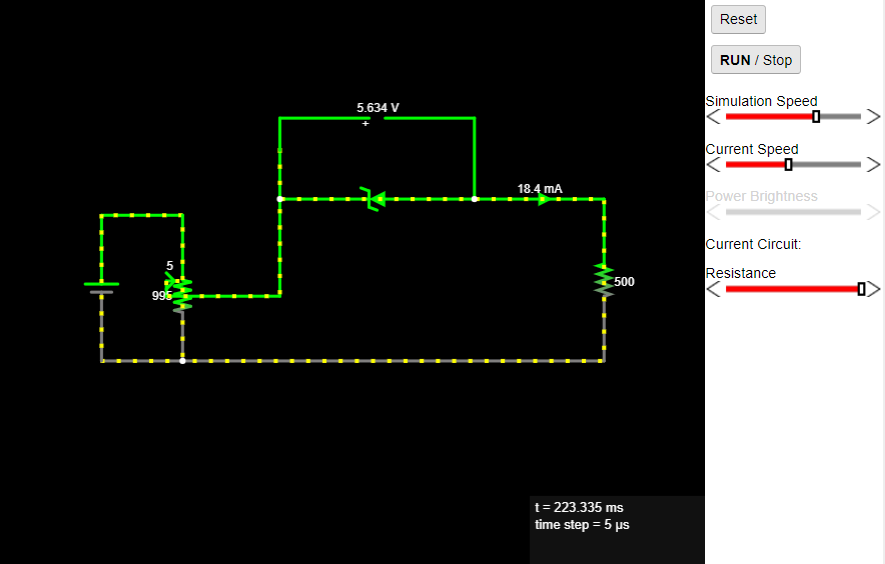 Reset
RUN / Stop
Simulation Speed
Current Speed
Power Brightness
Current Circuit:
Resistance
5.634 V
+
18.4 mA
5
995
500
t = 223.335 ms
time step = 5 µs